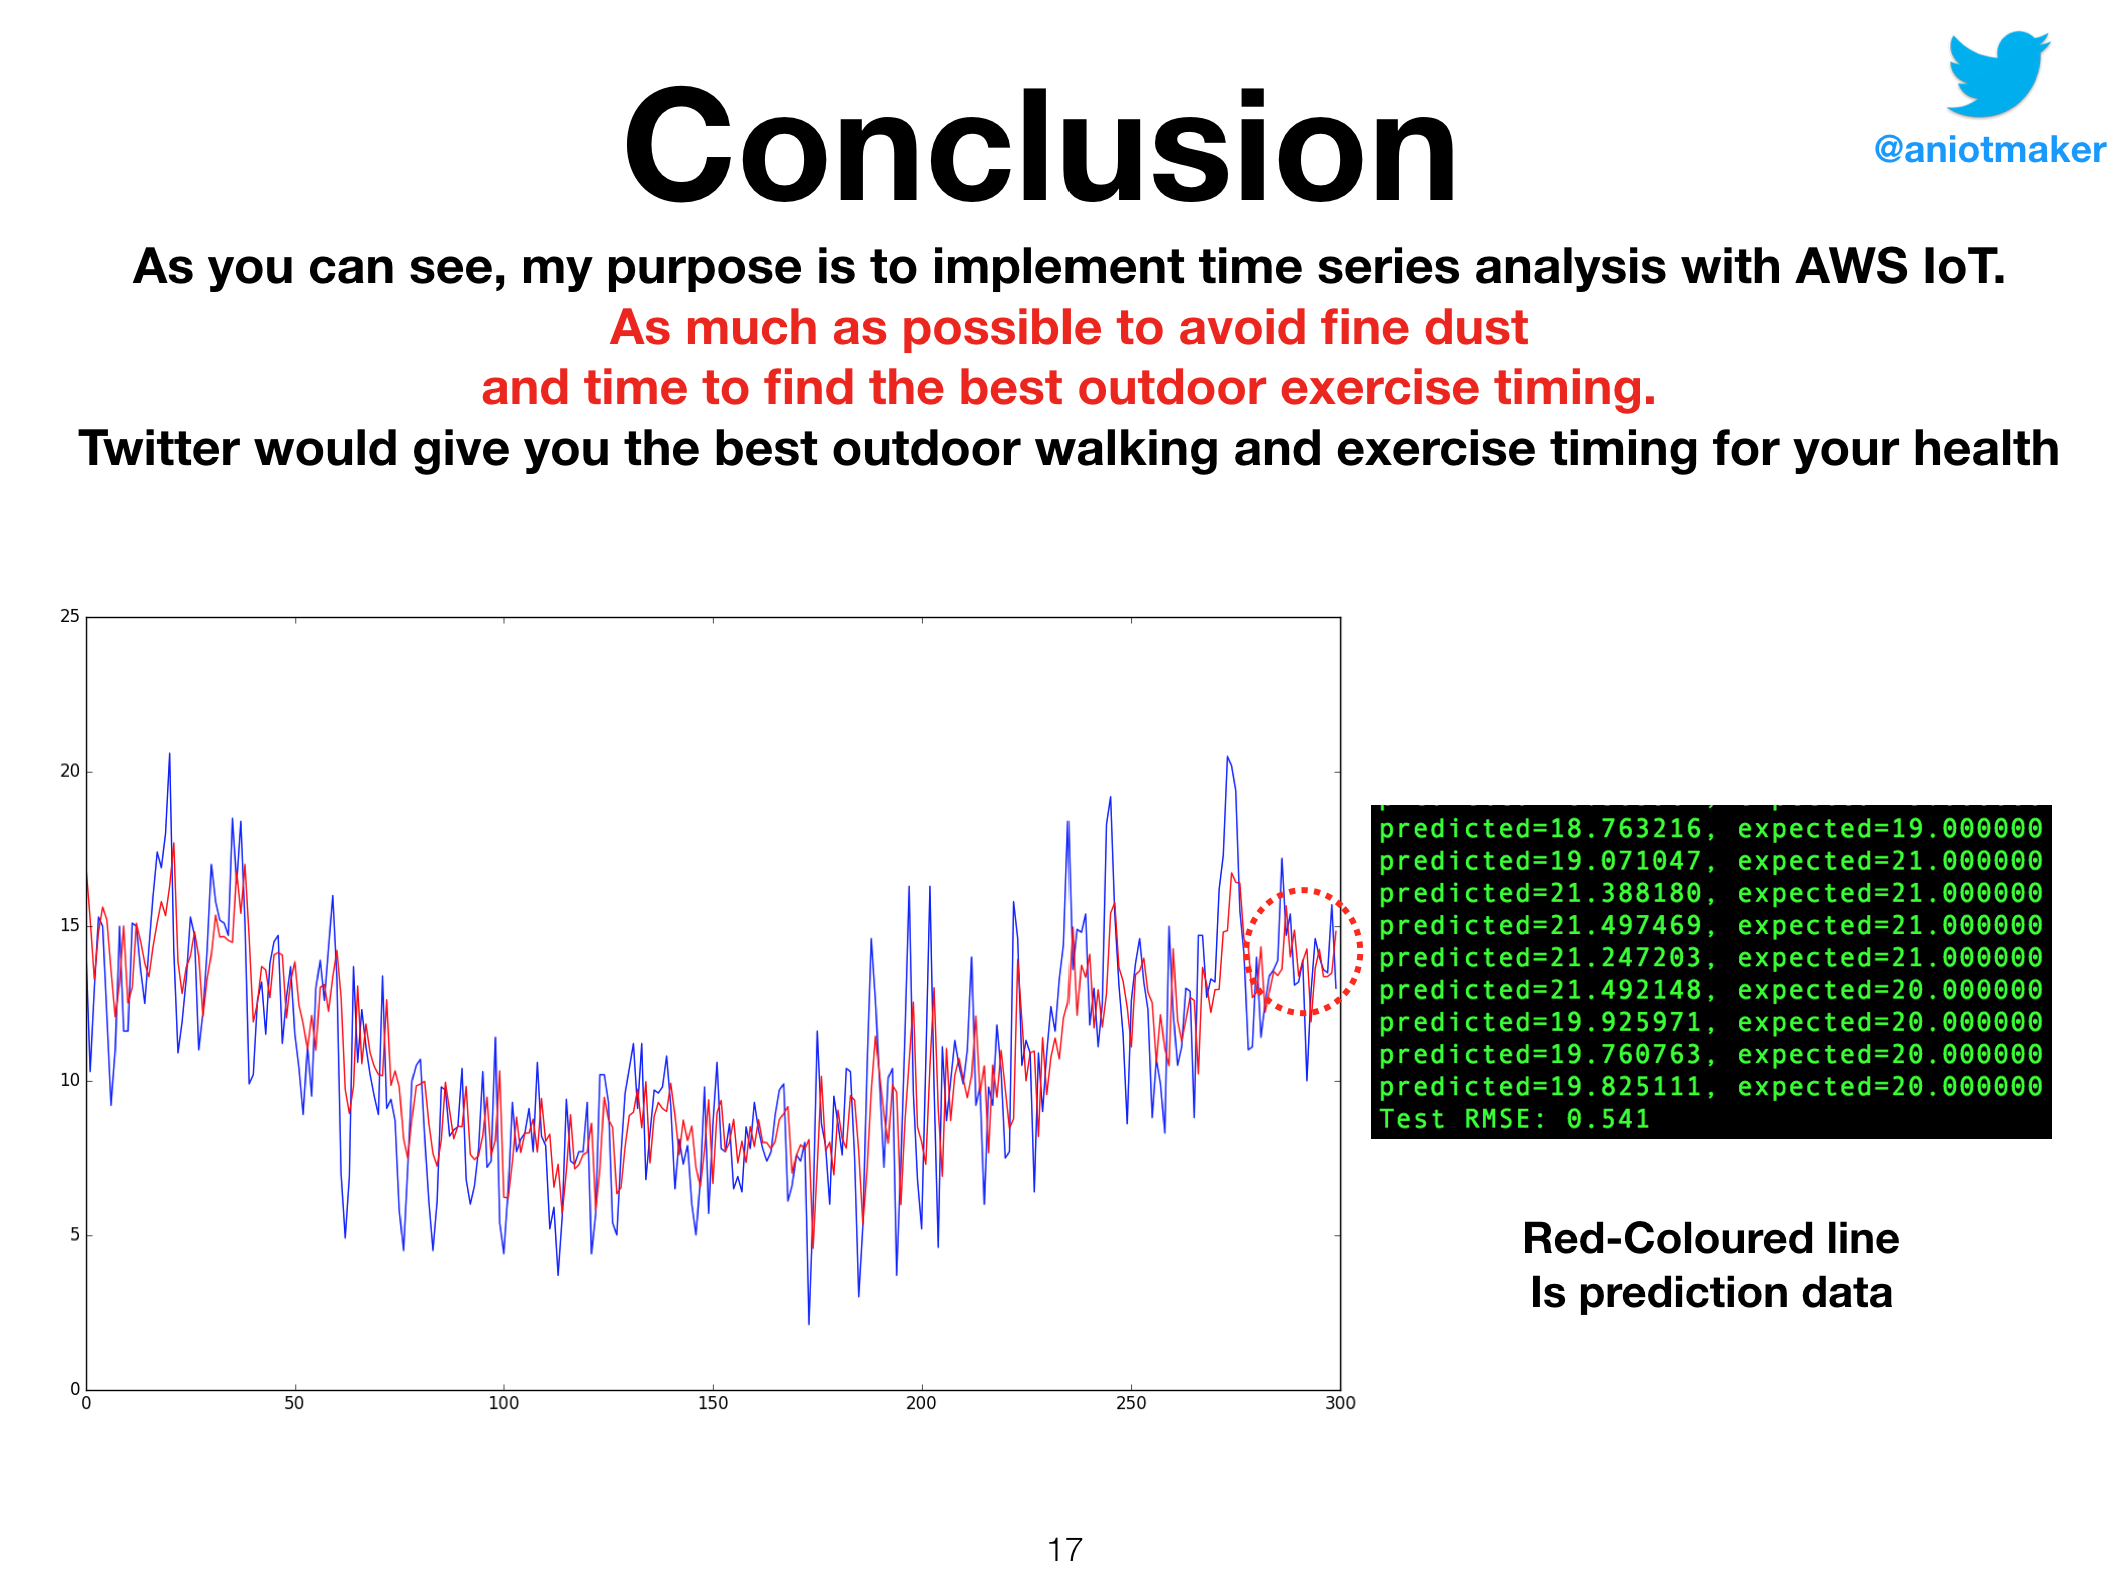 Conclusion
@aniotmaker
As you can see, my purpose is to implement time series analysis with AWS IoT.
As much as possible to avoid fine dust
and time to find the best outdoor exercise timing.
Twitter would give you the best outdoor walking and exercise timing for your health
25
20
15
10
5
0
0 50 100 150 200 250 300
predicted=18.763216, expected=19.000000
predicted=19.071047, expected=21.000000
predicted=21.388180, expected=21.000000
predicted=21.497469, expected=21.000000
predicted=21.247203, expected=21.000000
predicted=21.492148, expected=20.000000
predicted=19.925971, expected=20.000000
predicted=19.760763, expected=20.000000
predicted=19.825111, expected=20.000000
Test RMSE: 0.541
Red-Coloured line
Is prediction data
17